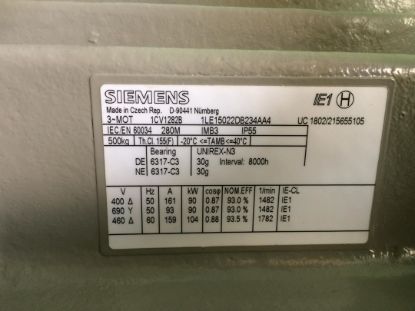 SIEMENS IE1 H
Made in Czech Rep. D-90441 Nürnberg
3~MOT 1CV1282B 1LE15022DB234AA4 UC 1802/215655105
IEC/EN 60034 280M IMB3 IP55
500kg Th.Cl. 155(F) -20°C <=TAMB<=40°C
Bearing UNIREX-N3
DE 6317-C3 30g Interval: 8000h
NE 6317-C3 30g
V Hz A kW cosφ NOM.EFF 1/min IE-CL
400 Δ 50 161 90 0.87 93.0 % 1482 IE1
690 Y 50 93 90 0.87 93.0 % 1482 IE1
460 Δ 60 159 104 0.88 93.5 % 1782 IE1